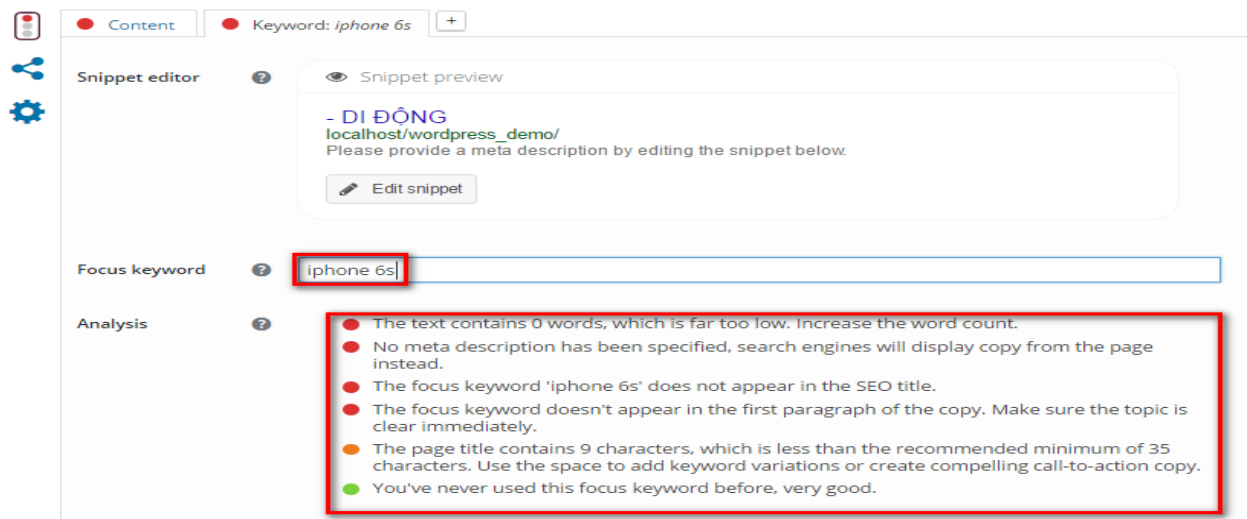 Content
Keyword: iphone 6s
+
Snippet editor
?
Snippet preview
- DI ĐỘNG
localhost/wordpress_demo/
Please provide a meta description by editing the snippet below.
Edit snippet
Focus keyword
?
iphone 6s
Analysis
?
The text contains 0 words, which is far too low. Increase the word count.
No meta description has been specified, search engines will display copy from the page
instead.
The focus keyword 'iphone 6s' does not appear in the SEO title.
The focus keyword doesn't appear in the first paragraph of the copy. Make sure the topic is
clear immediately.
The page title contains 9 characters, which is less than the recommended minimum of 35
characters. Use the space to add keyword variations or create compelling call-to-action copy.
You've never used this focus keyword before, very good.